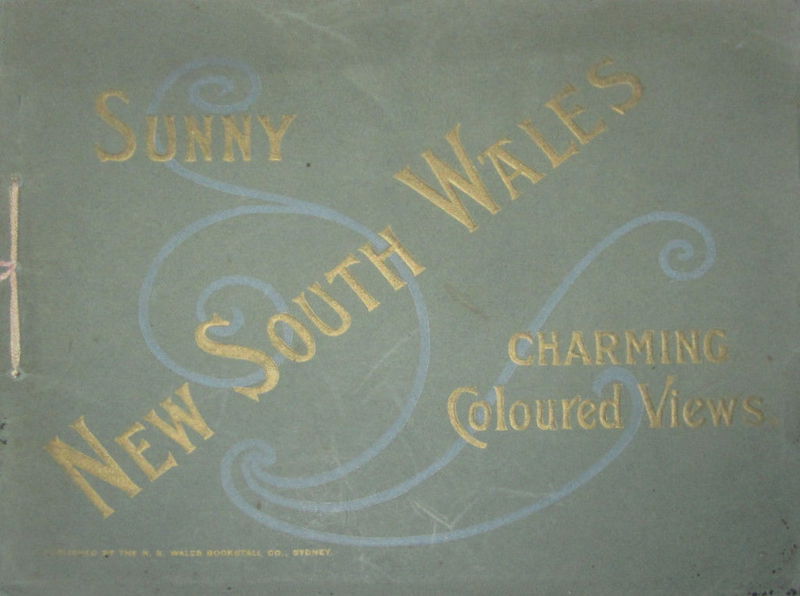 SUNNY
NEW SOUTH WALES
CHARMING
Coloured Views.
PUBLISHED BY THE N. S. WALES BOOKSTALL CO., SYDNEY.